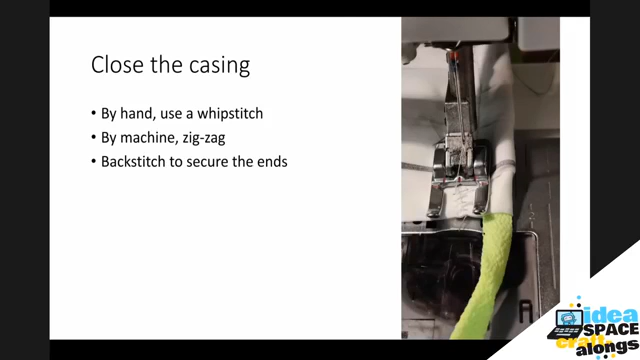 Close the casing
• By hand, use a whipstitch
• By machine, zig-zag
• Backstitch to secure the ends
A
idea
SPACE
craft
alongs